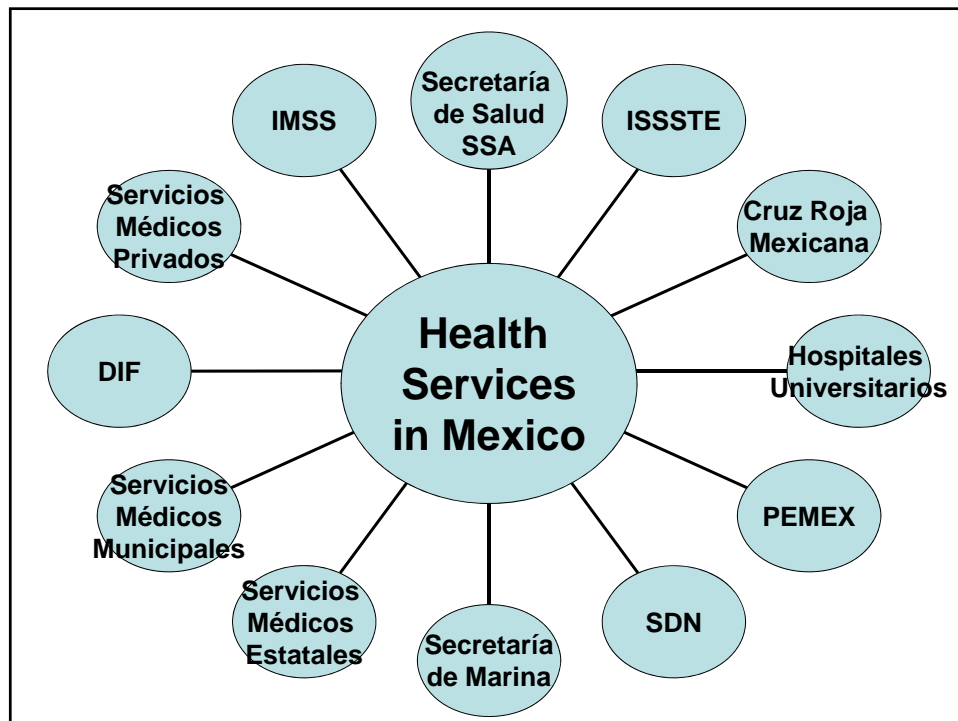 Secretaría
de Salud
SSA
IMSS
ISSSTE
Servicios
Médicos
Privados
Cruz Roja
Mexicana
Health
Services
in Mexico
DIF
Hospitales
Universitarios
Servicios
Médicos
Municipales
PEMEX
Servicios
Médicos
Estatales
Secretaría
de Marina
SDN